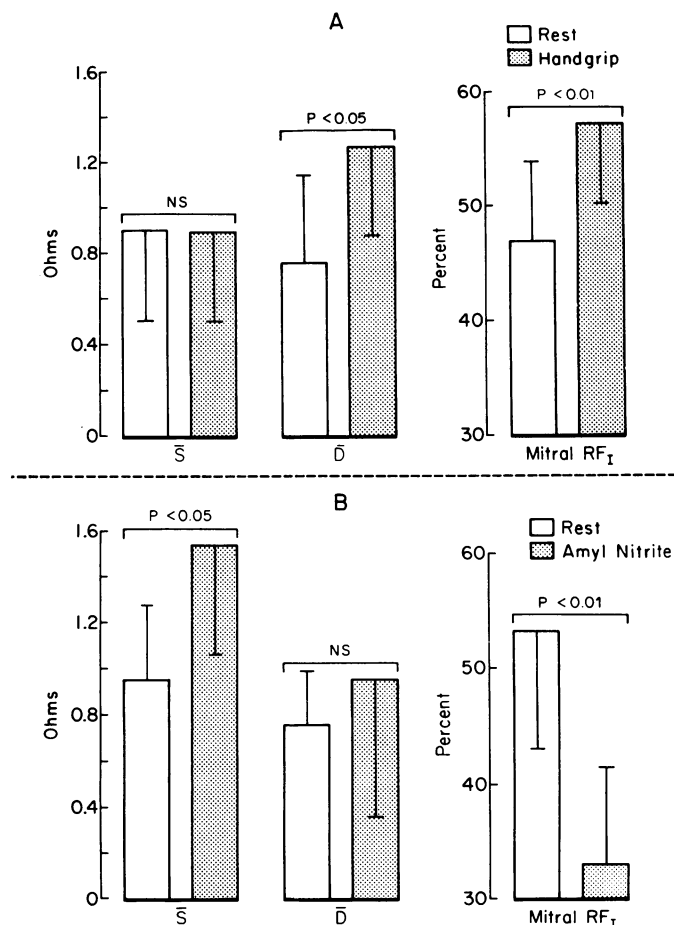 A
Rest
Handgrip
1.6
1.2
0.8
0.4
0
Ohms
NS
P < 0.05
S̄
D̄
60
50
40
30
Percent
P < 0.01
Mitral RF_I
B
Rest
Amyl Nitrite
1.6
1.2
0.8
0.4
0
Ohms
P < 0.05
NS
S̄
D̄
60
50
40
30
Percent
P < 0.01
Mitral RF_I